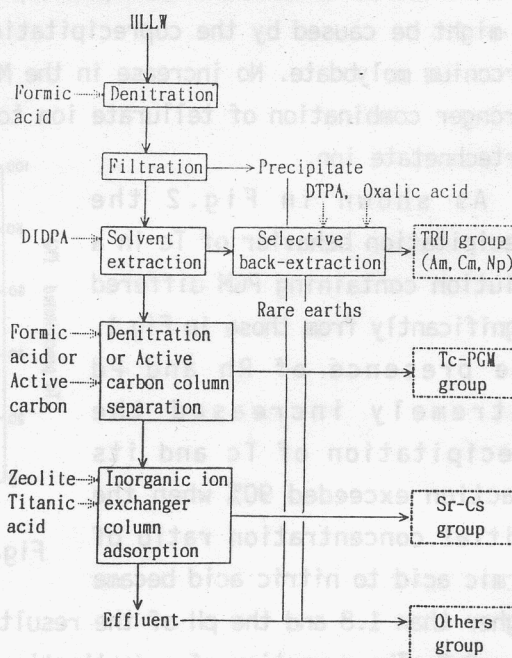 HLLW
Formic
acid
Denitration
Filtration
Precipitate
DTPA, Oxalic acid
DIDPA
Solvent
extraction
Selective
back-extraction
TRU group
(Am, Cm, Np)
Rare earths
Formic
acid or
Active
carbon
Denitration
or Active
carbon column
separation
Tc-PGM
group
Zeolite
Titanic
acid
Inorganic ion
exchanger
column
adsorption
Sr-Cs
group
Effluent
Others
group